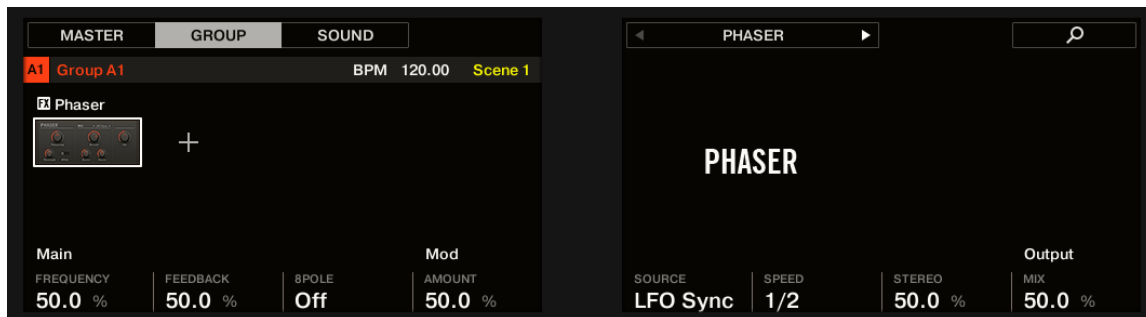 MASTER GROUP SOUND
A1 Group A1 BPM 120.00 Scene 1
FX Phaser
Main Mod
FREQUENCY FEEDBACK 8POLE AMOUNT
50.0 % 50.0 % Off 50.0 %
PHASER
PHASER
Output
SOURCE SPEED STEREO MIX
LFO Sync 1/2 50.0 % 50.0 %